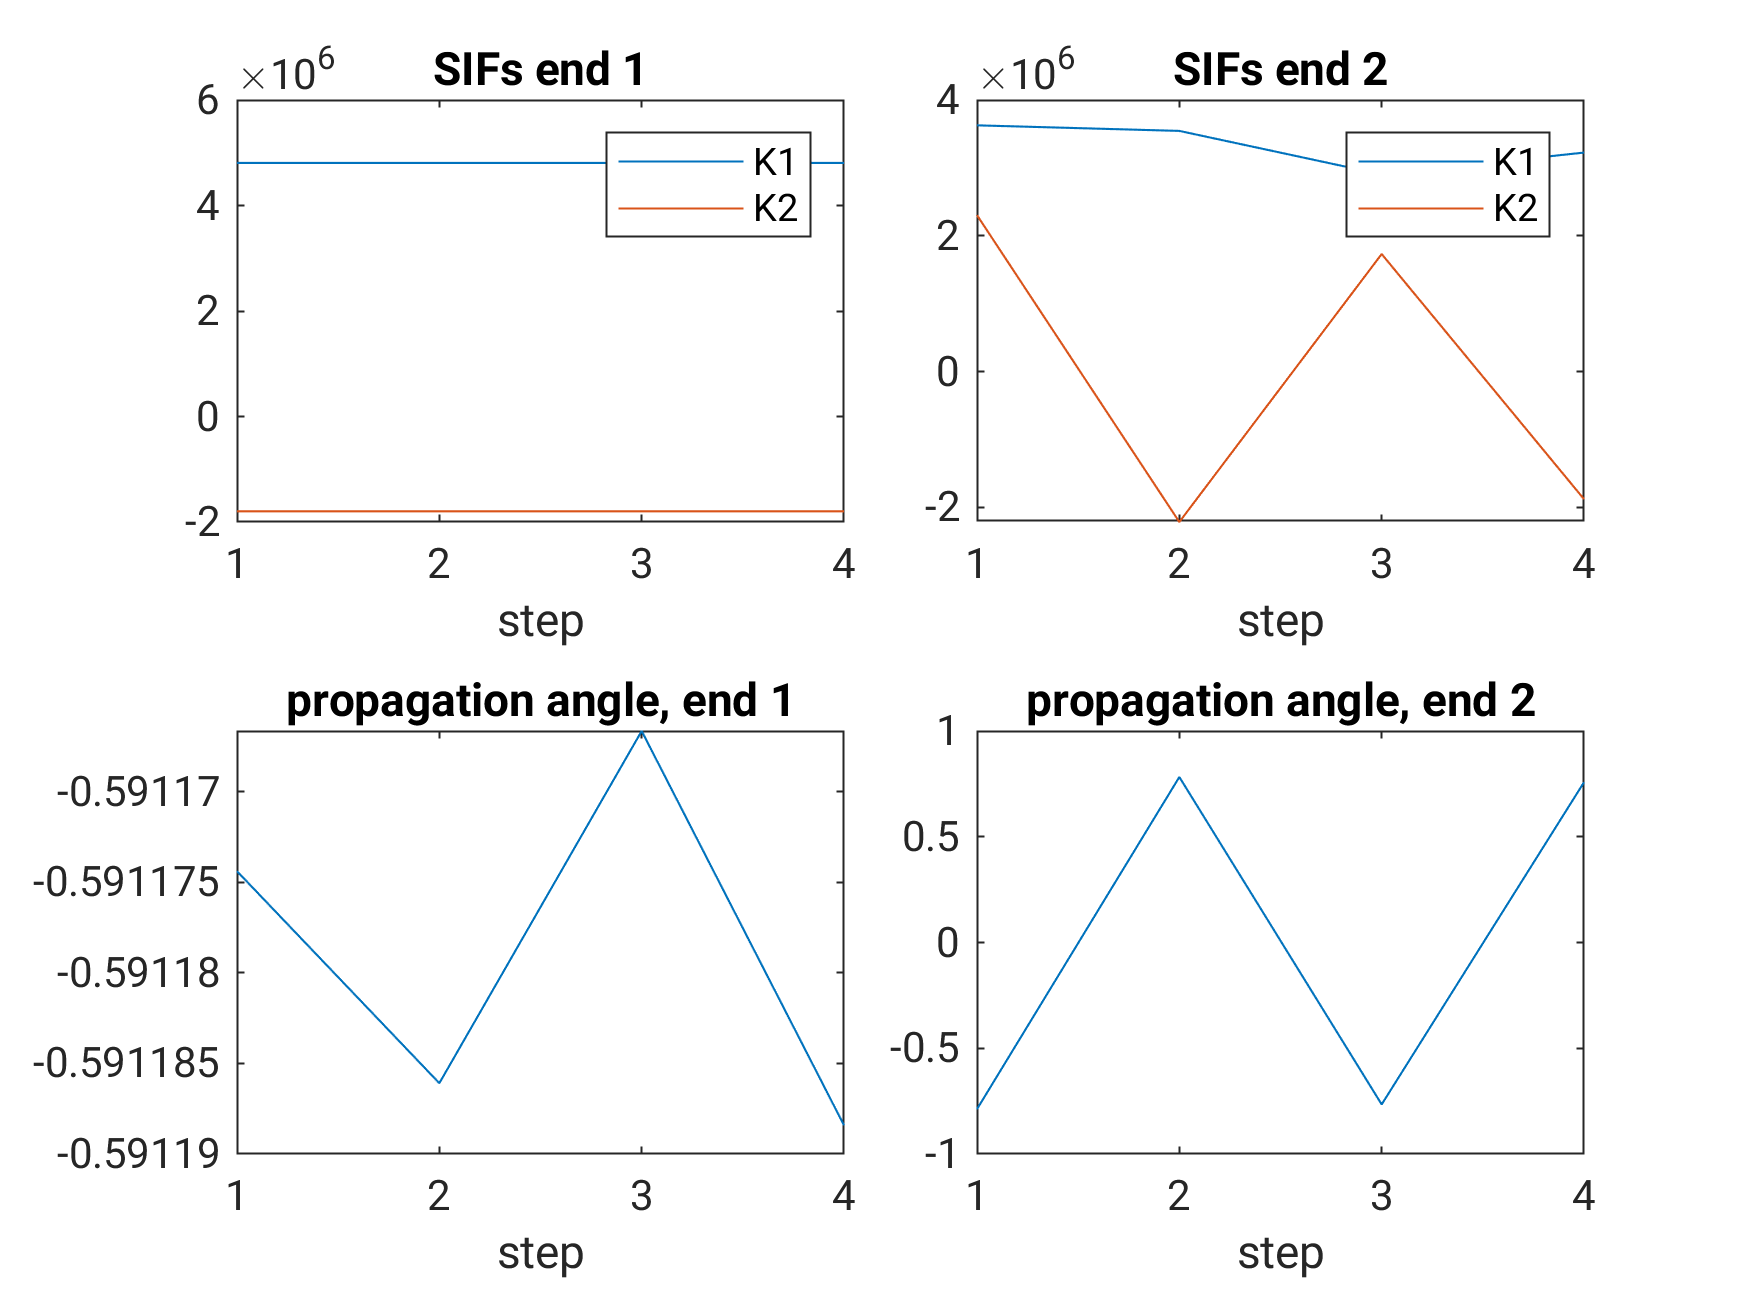 ×10^6 SIFs end 1
6
4
2
0
-2
K1
K2
1 2 3 4
step
×10^6 SIFs end 2
4
2
0
-2
K1
K2
1 2 3 4
step
propagation angle, end 1
-0.59117
-0.591175
-0.59118
-0.591185
-0.59119
1 2 3 4
step
propagation angle, end 2
1
0.5
0
-0.5
-1
1 2 3 4
step